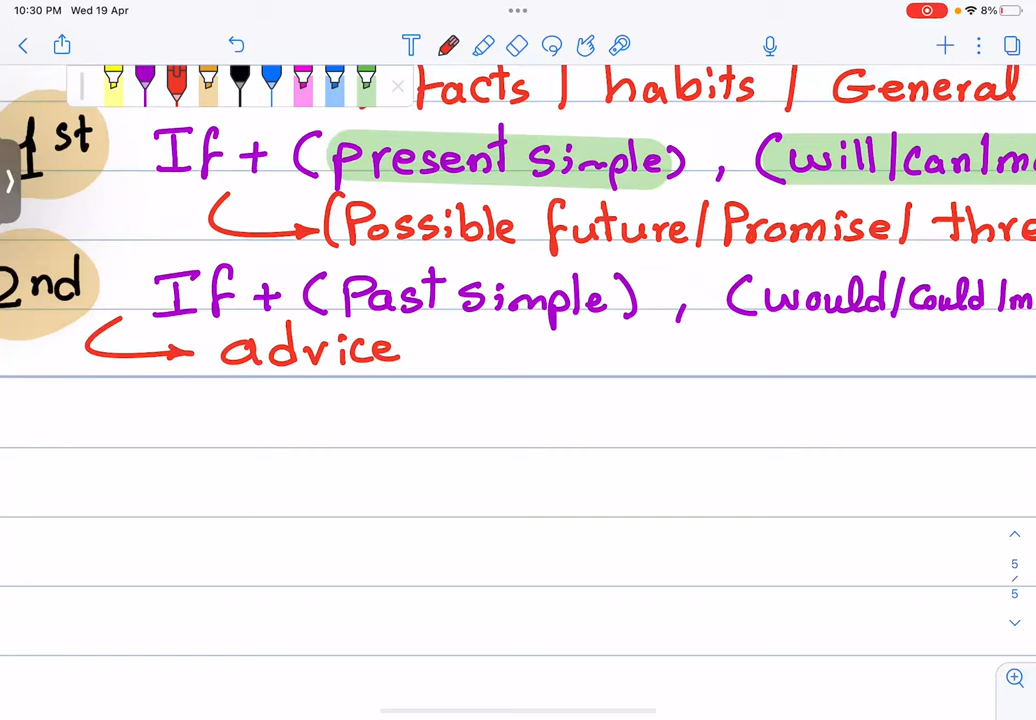 10:30 PM Wed 19 Apr
8%
facts / habits / General
1st If + (present simple), (will/can/m
(Possible future/Promise/ thre
2nd If + (Past simple), (would/could/m
advice
5
/
5